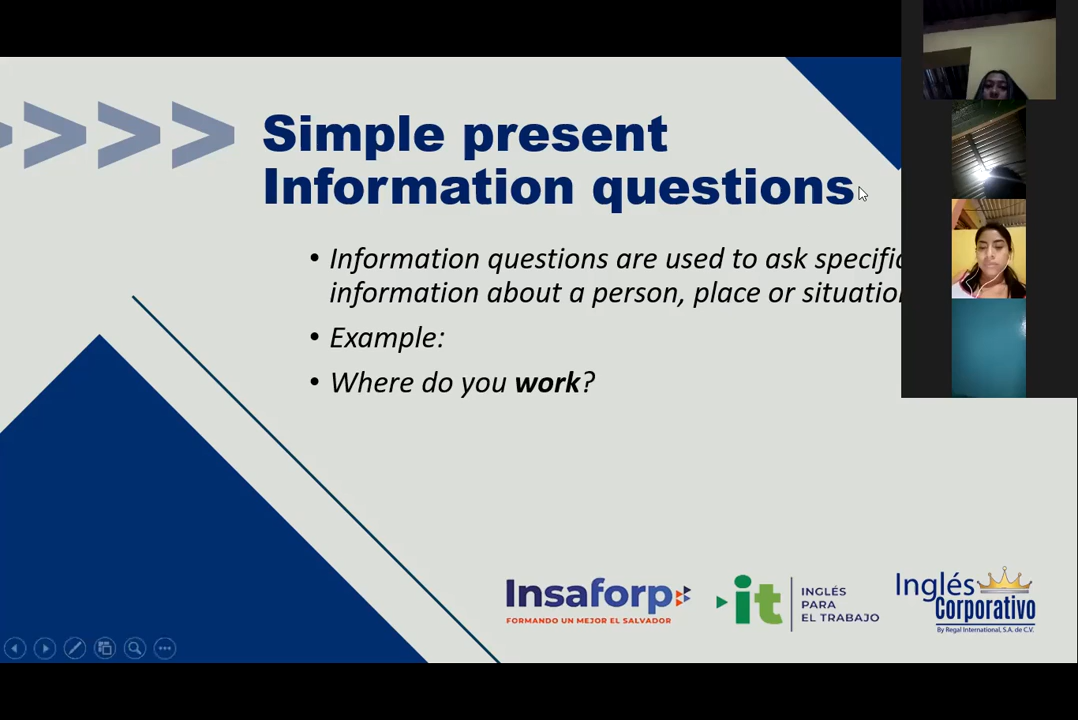 Simple present
Information questions
• Information questions are used to ask specific
information about a person, place or situation
• Example:
• Where do you work?
Insaforp
FORMANDO UN MEJOR EL SALVADOR
it
INGLÉS
PARA
EL TRABAJO
Inglés
Corporativo
By Regal International, S.A. de C.V.